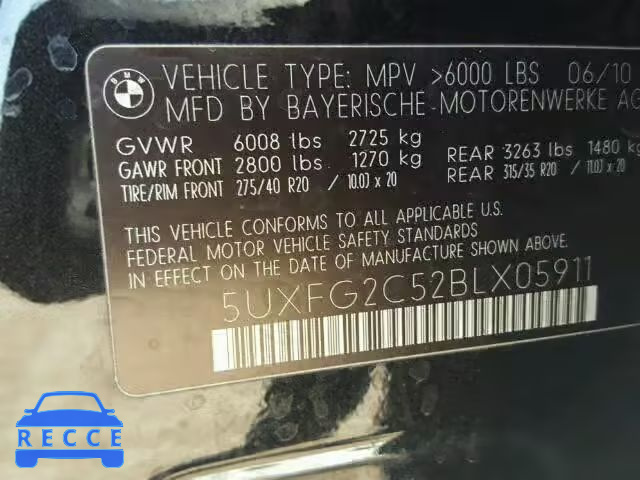 BMW
VEHICLE TYPE: MPV >6000 LBS 06/10
MFD BY BAYERISCHE MOTORENWERKE AG
GVWR 6008 lbs 2725 kg
GAWR FRONT 2800 lbs 1270 kg REAR 3263 lbs 1480 kg
TIRE/RIM FRONT 275/40 R20 / 10.0J x 20 REAR 315/35 R20 / 11.0J x 20
THIS VEHICLE CONFORMS TO ALL APPLICABLE U.S.
FEDERAL MOTOR VEHICLE SAFETY STANDARDS
IN EFFECT ON DATE OF MANUFACTURE SHOWN ABOVE.
5UXFG2C52BLX05911
RECCE